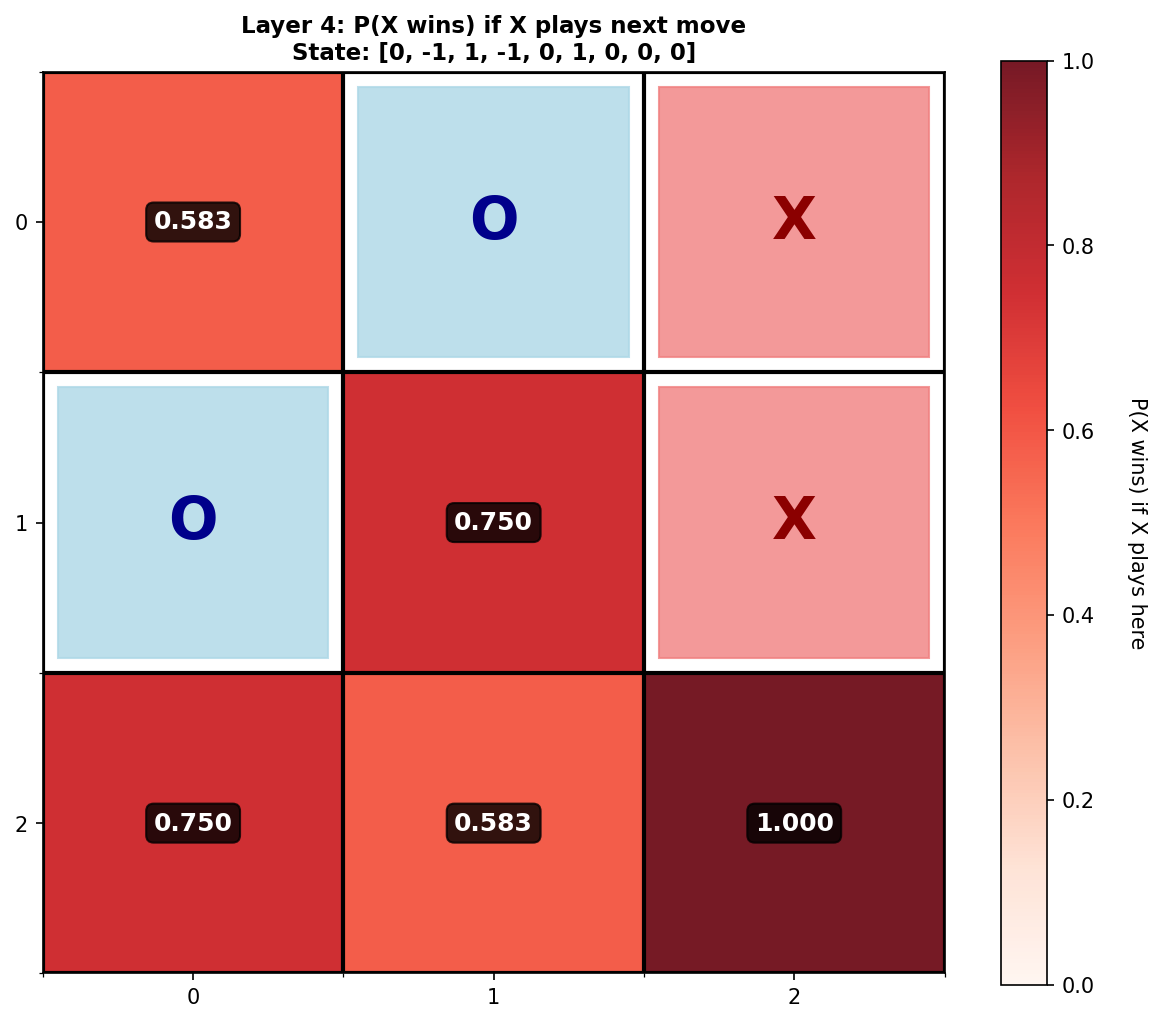 Layer 4: P(X wins) if X plays next move
State: [0, -1, 1, -1, 0, 1, 0, 0, 0]
0
0.583
O
X
1
O
0.750
X
2
0.750
0.583
1.000
0
1
2
1.0
0.8
0.6
0.4
0.2
0.0
P(X wins) if X plays here